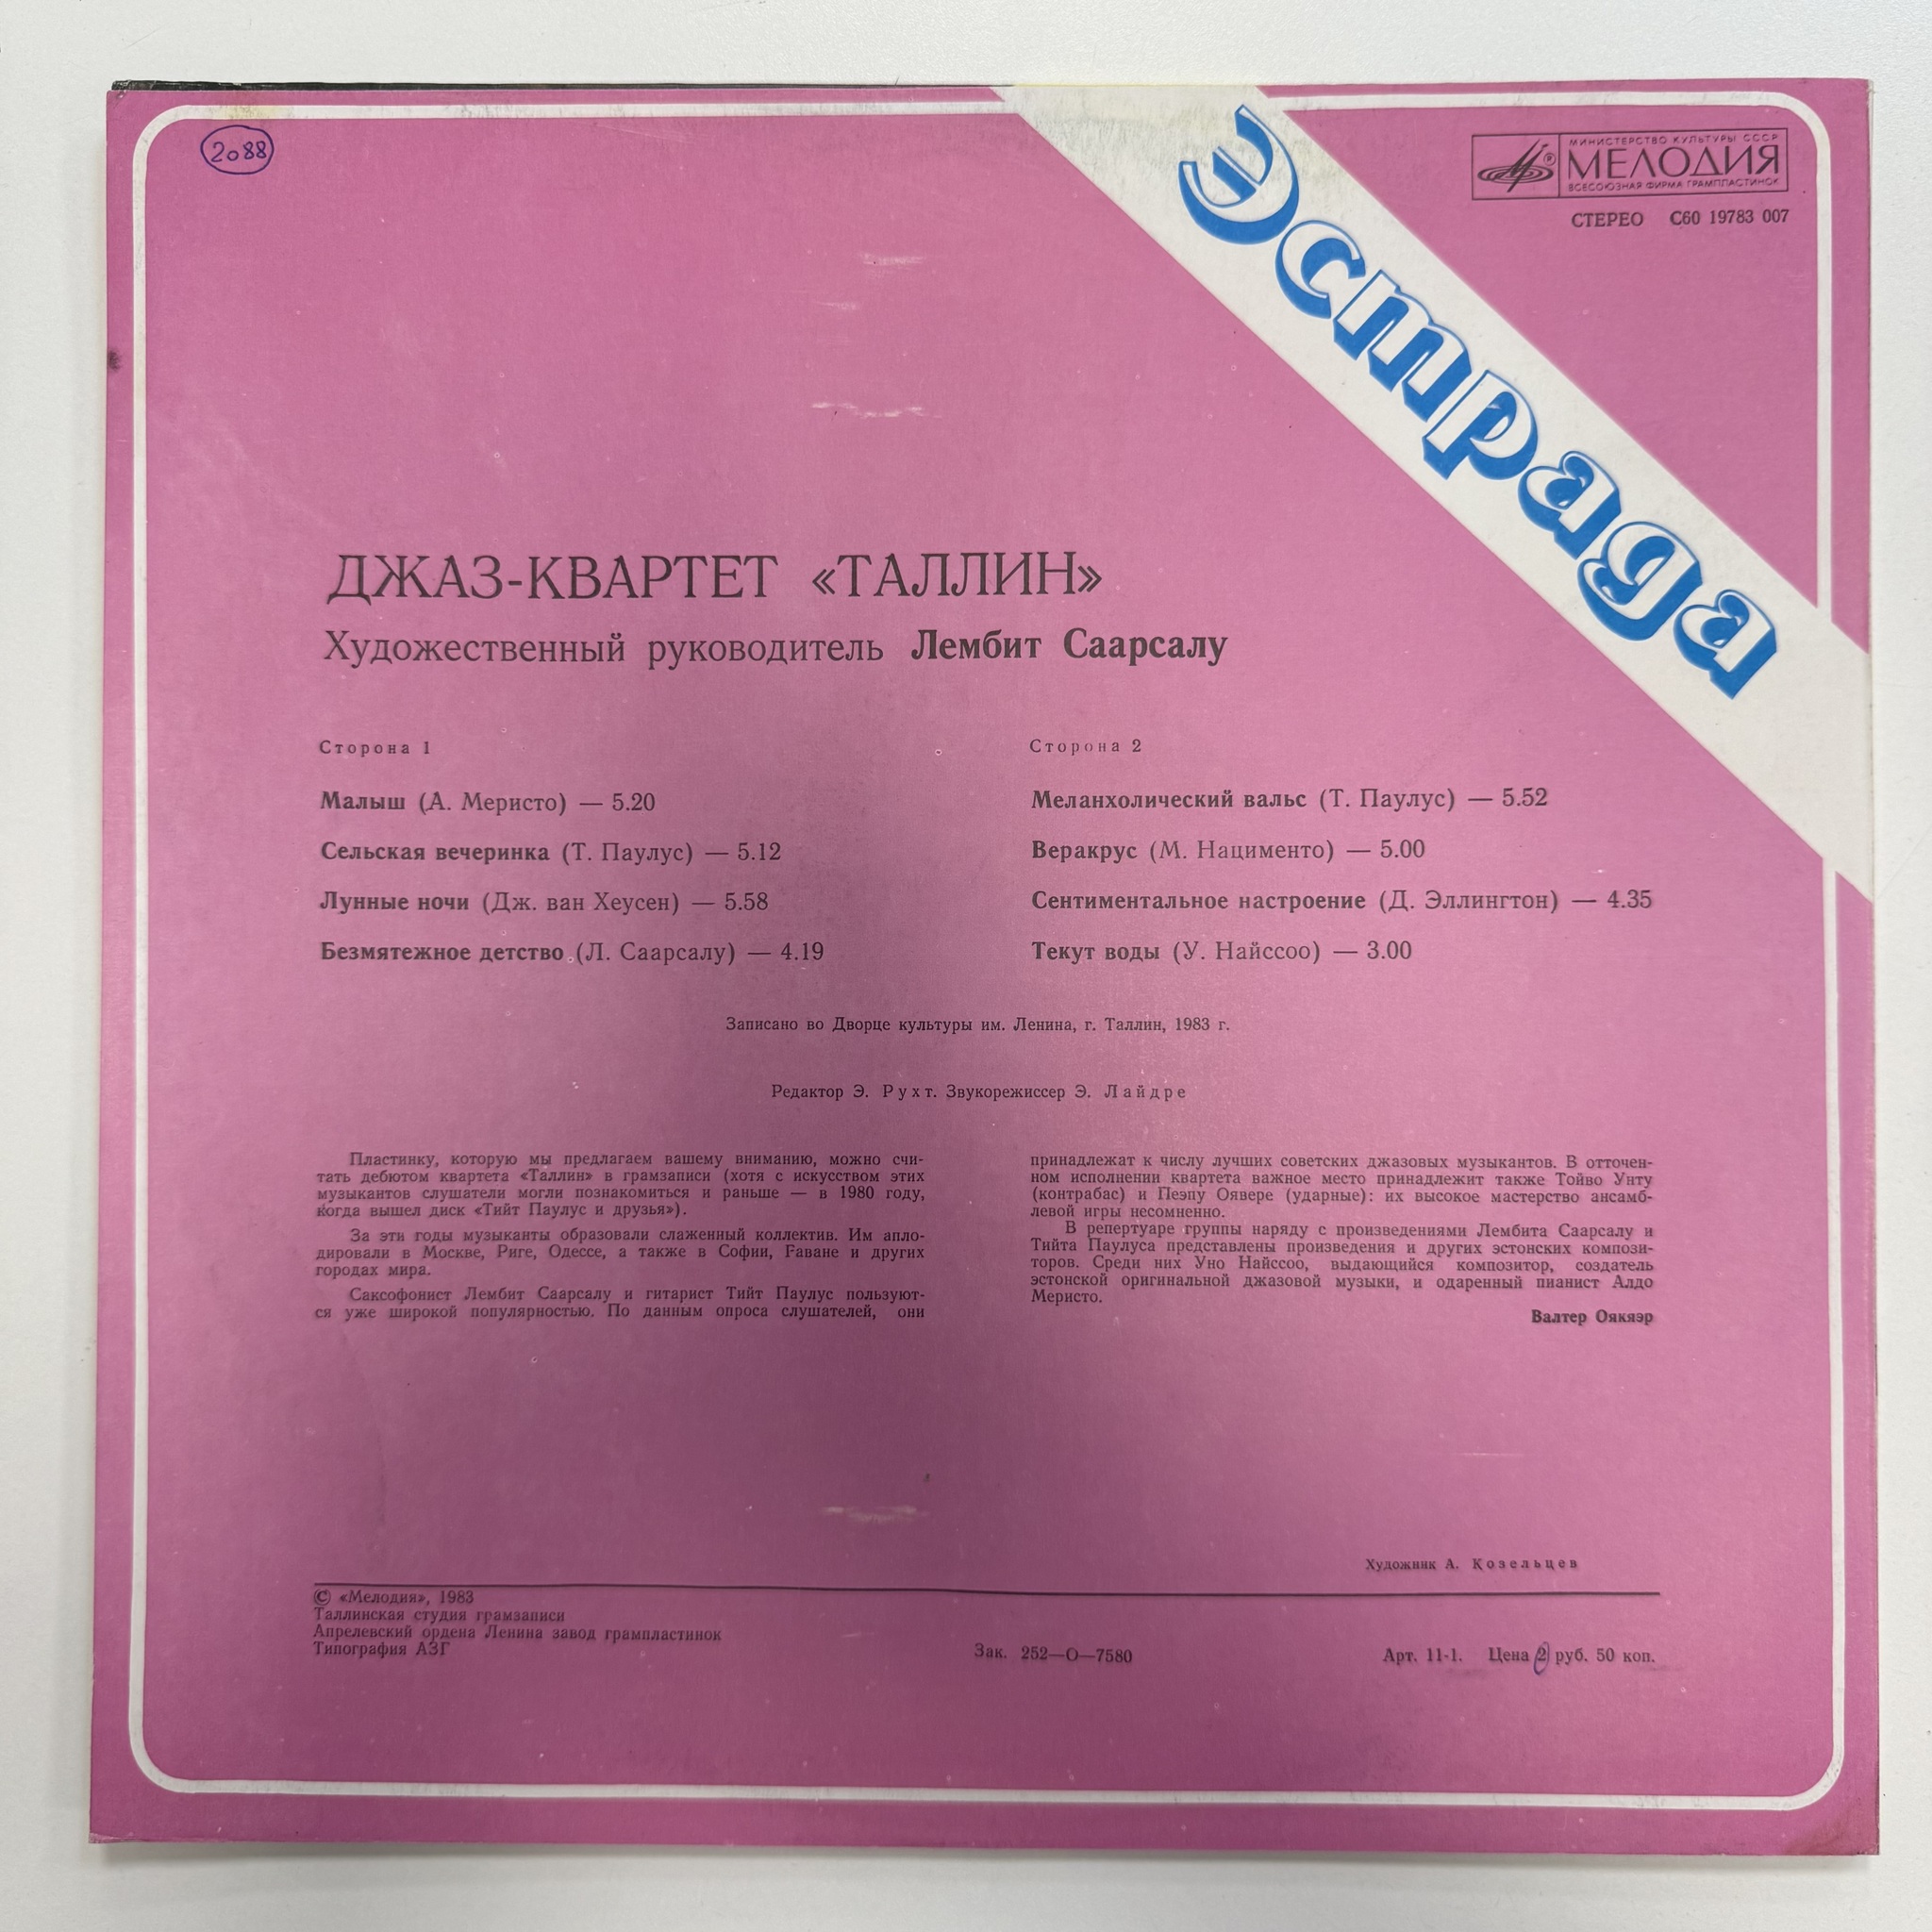 2088
Эстрада
МИНИСТЕРСТВО КУЛЬТУРЫ СССР
МЕЛОДИЯ
ВСЕСОЮЗНАЯ ФИРМА ГРАМПЛАСТИНОК
СТЕРЕО С60 19783 007
ДЖАЗ-КВАРТЕТ «ТАЛЛИН»
Художественный руководитель Лембит Саарсалу
Сторона 1
Малыш (А. Меристо) — 5.20
Сельская вечеринка (Т. Паулус) — 5.12
Лунные ночи (Дж. ван Хеусен) — 5.58
Безмятежное детство (Л. Саарсалу) — 4.19
Сторона 2
Меланхолический вальс (Т. Паулус) — 5.52
Веракрус (М. Нацименто) — 5.00
Сентиментальное настроение (Д. Эллингтон) — 4.35
Текут воды (У. Найссоо) — 3.00
Записано во Дворце культуры им. Ленина, г. Таллин, 1983 г.
Редактор Э. Рухт. Звукорежиссер Э. Лайдре
Пластинку, которую мы предлагаем вашему вниманию, можно счи-
тать дебютом квартета «Таллин» в грамзаписи (хотя с искусством этих
музыкантов слушатели могли познакомиться и раньше — в 1980 году,
когда вышел диск «Тийт Паулус и друзья»).
За эти годы музыканты образовали слаженный коллектив. Им апло-
дировали в Москве, Риге, Одессе, а также в Софии, Гаване и других
городах мира.
Саксофонист Лембит Саарсалу и гитарист Тийт Паулус пользуют-
ся уже широкой популярностью. По данным опроса слушателей, они
принадлежат к числу лучших советских джазовых музыкантов. В отточен-
ном исполнении квартета важное место принадлежит также Тойво Унту
(контрабас) и Пеэпу Оявере (ударные): их высокое мастерство ансамб-
левой игры несомненно.
В репертуаре группы наряду с произведениями Лембита Саарсалу и
Тийта Паулуса представлены произведения и других эстонских компози-
торов. Среди них Уно Найссоо, выдающийся композитор, создатель
эстонской оригинальной джазовой музыки, и одаренный пианист Алдо
Меристо.
Валтер Оякяэр
Художник А. Козельцев
© «Мелодия», 1983
Таллинская студия грамзаписи
Апрелевский ордена Ленина завод грампластинок
Типография АЗГ
Зак. 252—О—7580
Арт. 11-1. Цена 2 руб. 50 коп.